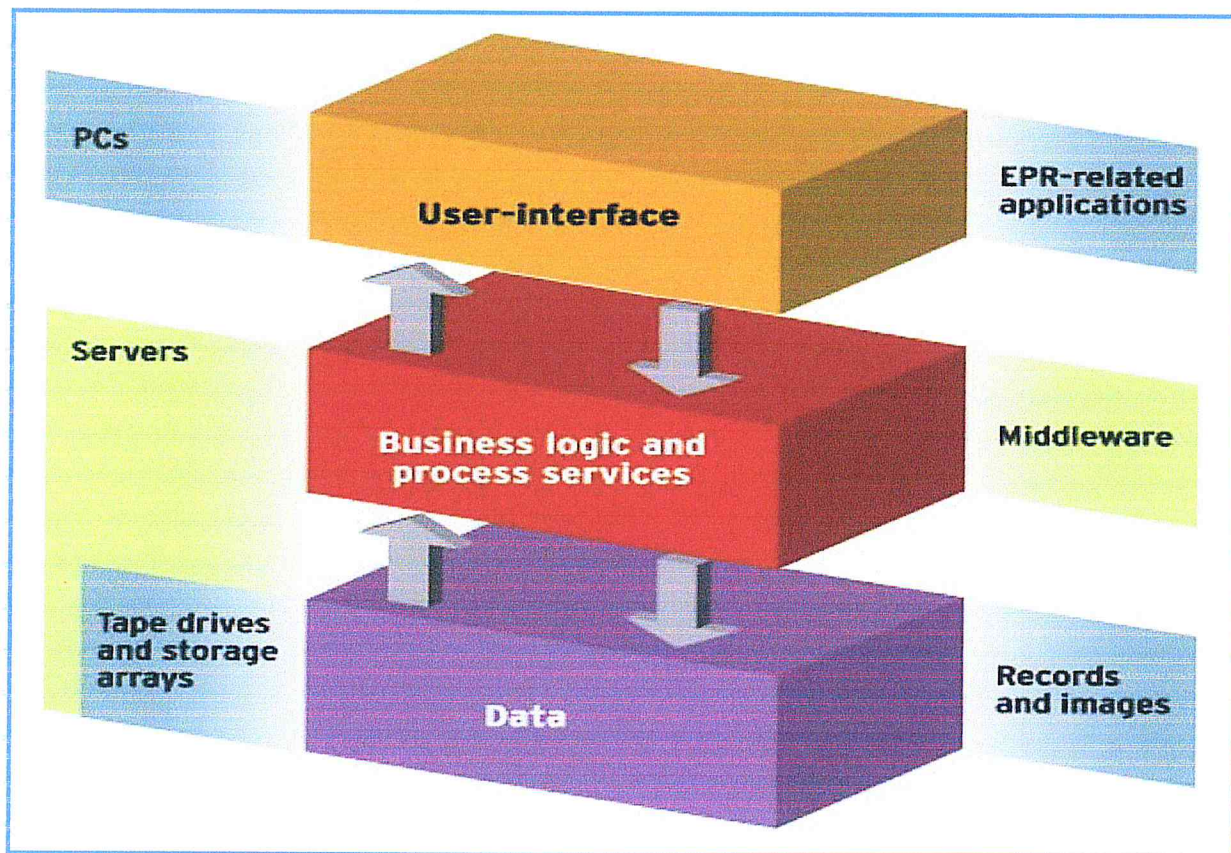 PCs
User-interface
EPR-related
applications
Servers
Business logic and
process services
Middleware
Tape drives
and storage
arrays
Data
Records
and images